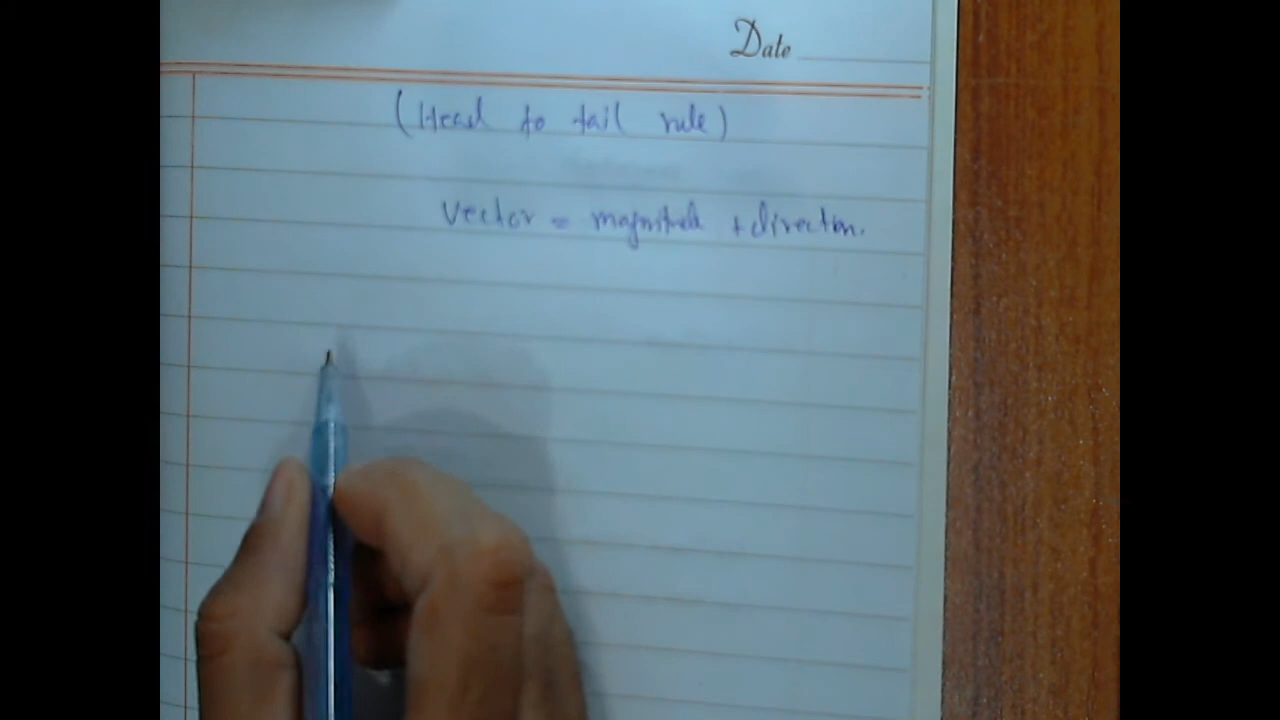 Date
(Head to tail rule)
Vector = magnitude + direction.